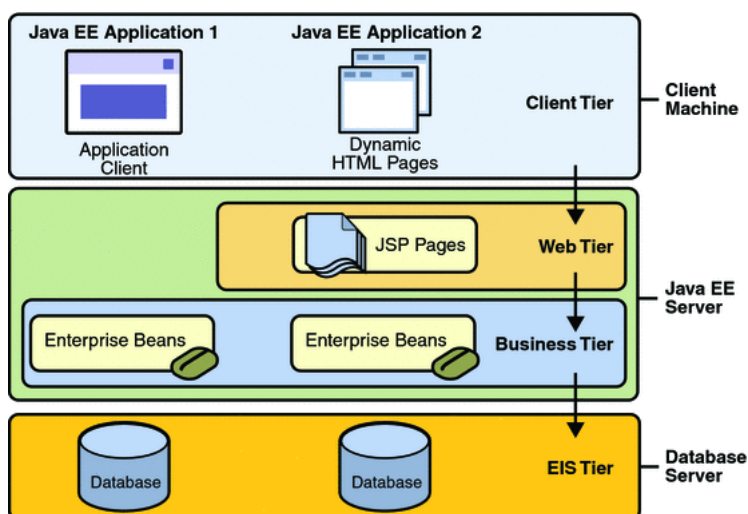 Java EE Application 1
Java EE Application 2
Application
Client
Dynamic
HTML Pages
Client Tier
Client
Machine
JSP Pages
Web Tier
Java EE
Server
Enterprise Beans
Enterprise Beans
Business Tier
Database
Database
EIS Tier
Database
Server